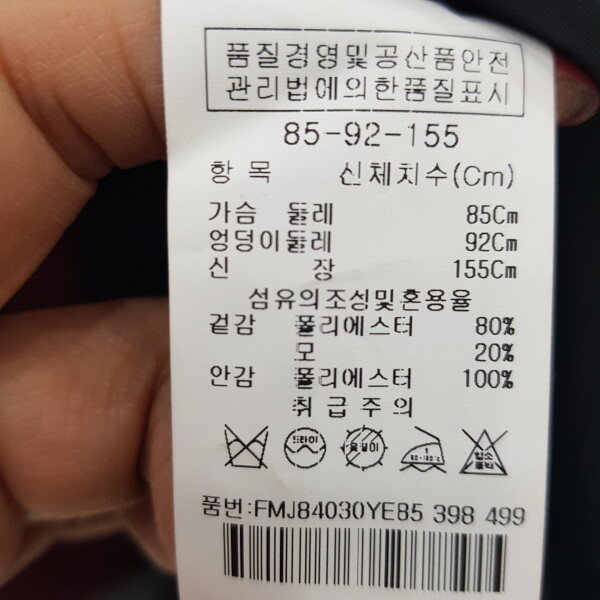 품질경영및공산품안전
관리법에의한품질표시
85-92-155
항 목 신체치수(Cm)
가슴 둘레 85Cm
엉덩이둘레 92Cm
신 장 155Cm
섬유의조성및혼용율
겉감 폴리에스터 80%
모 20%
안감 폴리에스터 100%
취급주의
드라이
품번:FMJ84030YE85 398 499